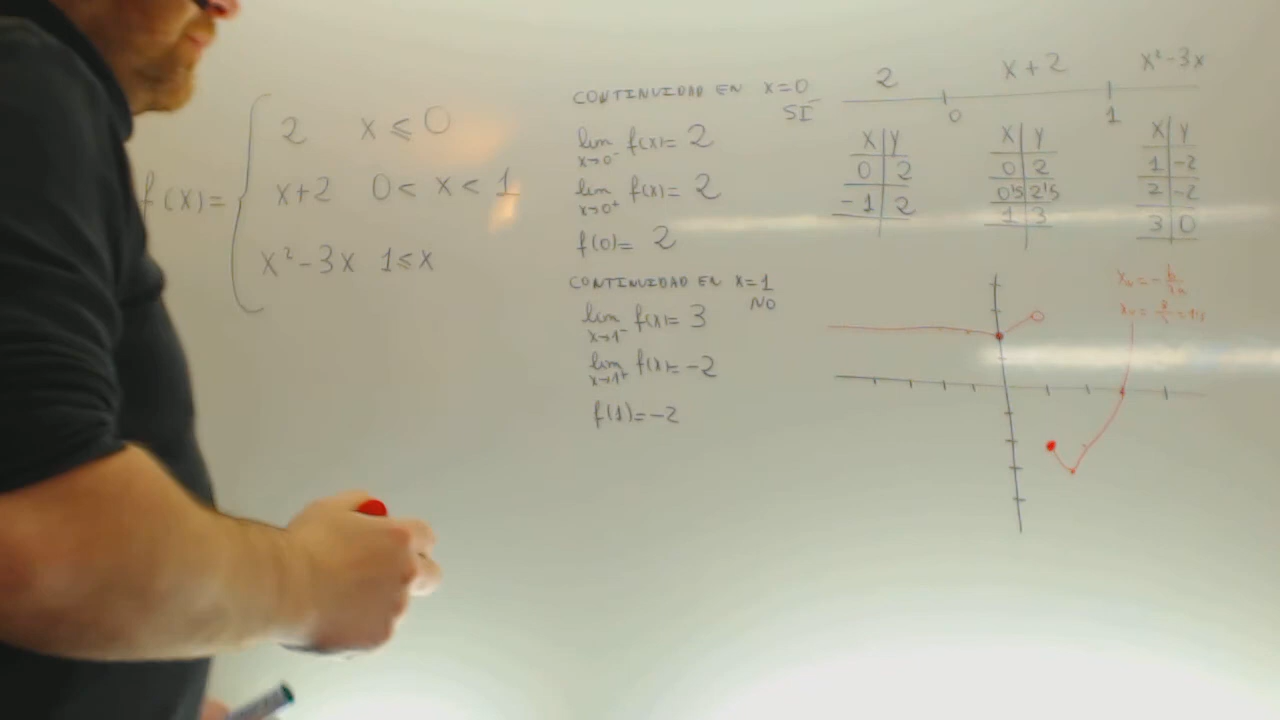 f(x)=
2 x ⩽ 0
x+2 0 < x < 1
x² - 3x 1 ⩽ x
CONTINUIDAD EN x=0
SÍ
lim f(x)= 2
x→0⁻
lim f(x)= 2
x→0⁺
f(0)= 2
CONTINUIDAD EN x=1
NO
lim f(x)= 3
x→1⁻
lim f(x)= -2
x→1⁺
f(1)= -2
2 x+2 x²-3x
0 1
x y
0 2
-1 2
x y
0 2
0'5 2'5
1 3
x y
1 -2
2 -2
3 0